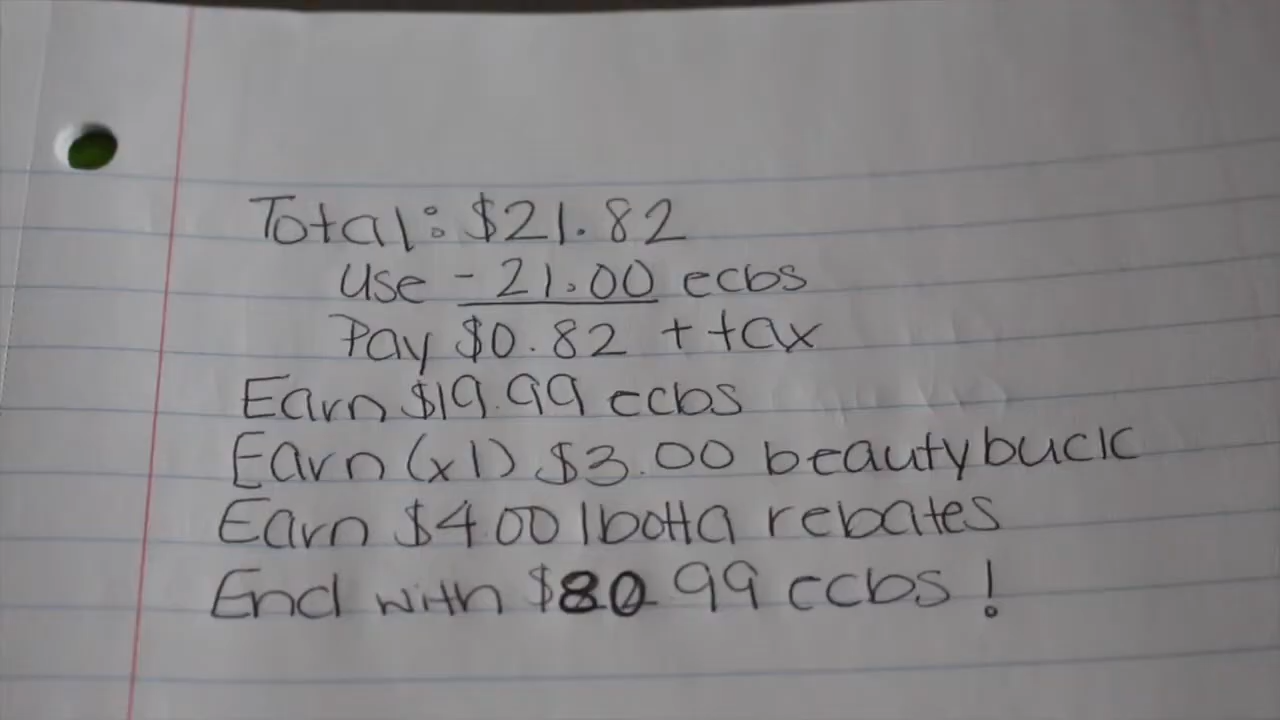 Total: $21.82
Use -21.00 ecbs
Pay $0.82 + tax
Earn $19.99 ecbs
Earn (x1) $3.00 beautybuck
Earn $4.00 Ibotta rebates
End with $80.99 ecbs!